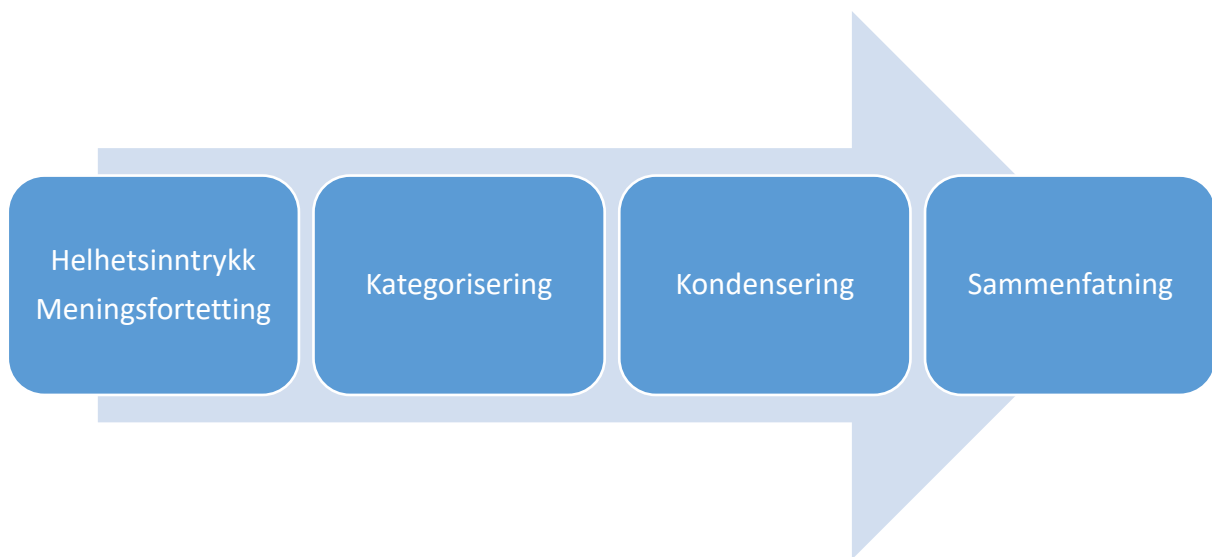 Helhetsinntrykk
Meningsfortetting
Kategorisering
Kondensering
Sammenfatning